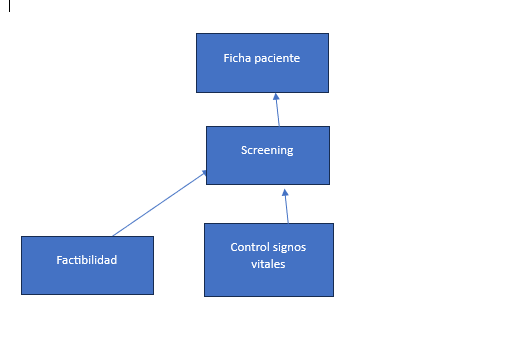 Ficha paciente
Screening
Factibilidad
Control signos
vitales